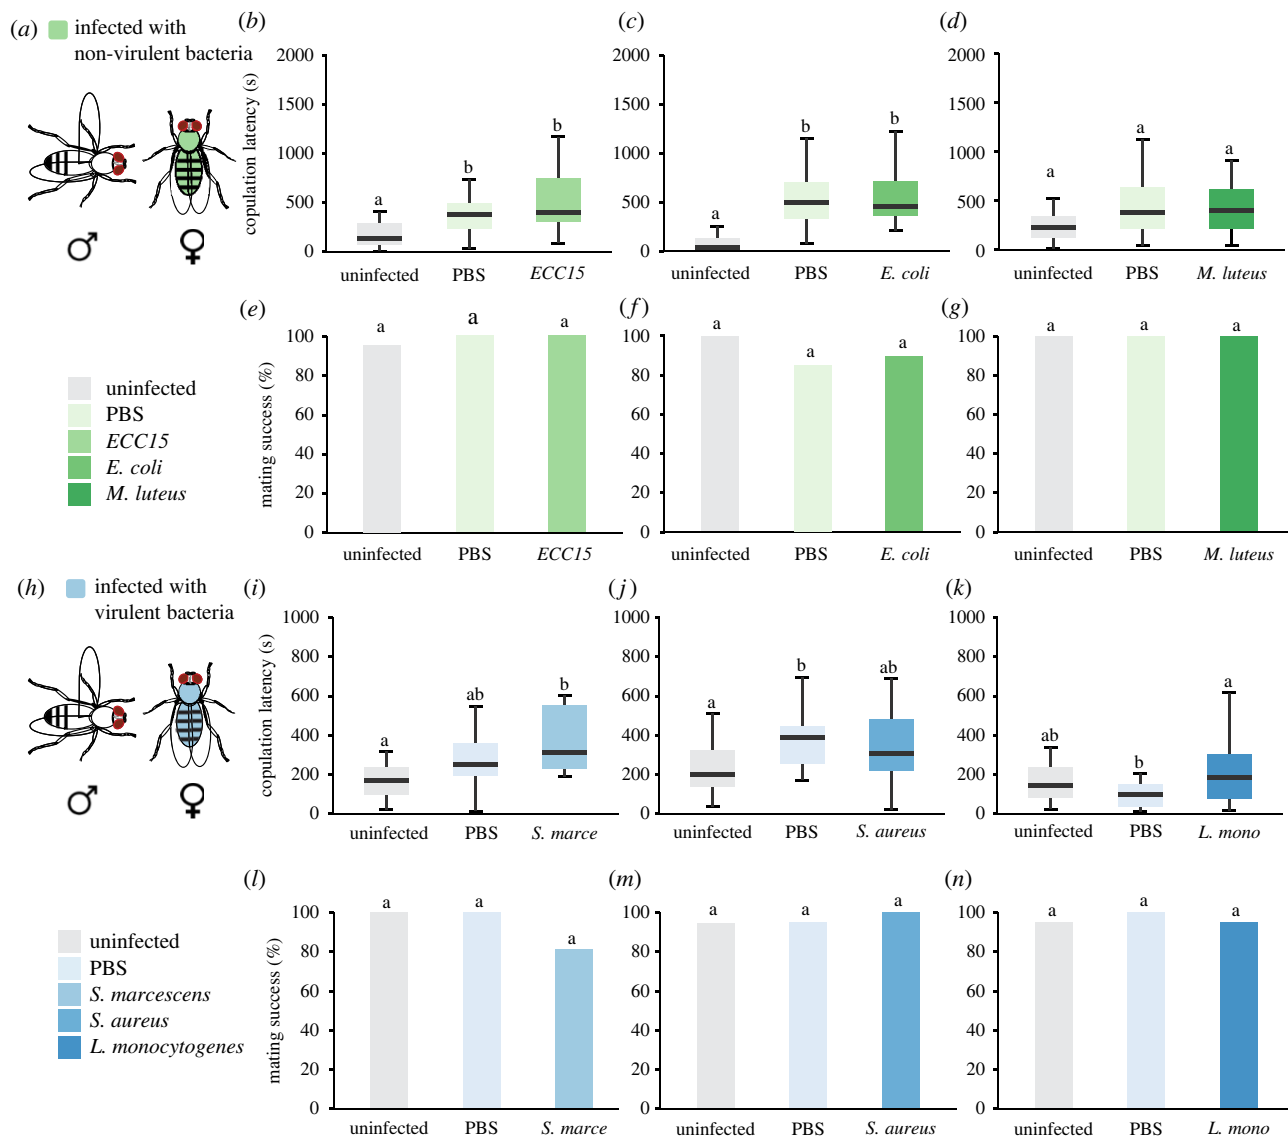 (a) infected with
non-virulent bacteria
♂ ♀
(b)
copulation latency (s)
2000
1500
1000
500
0
a b b
uninfected PBS ECC15
(c)
2000
1500
1000
500
0
a b b
uninfected PBS E. coli
(d)
2000
1500
1000
500
0
a a a
uninfected PBS M. luteus
uninfected
PBS
ECC15
E. coli
M. luteus
(e)
mating success (%)
100
80
60
40
20
0
a a a
uninfected PBS ECC15
(f)
100
80
60
40
20
0
a a a
uninfected PBS E. coli
(g)
100
80
60
40
20
0
a a a
uninfected PBS M. luteus
(h) infected with
virulent bacteria
♂ ♀
(i)
copulation latency (s)
1000
800
600
400
200
0
a ab b
uninfected PBS S. marce
(j)
1000
800
600
400
200
0
a b ab
uninfected PBS S. aureus
(k)
1000
800
600
400
200
0
ab b a
uninfected PBS L. mono
uninfected
PBS
S. marcescens
S. aureus
L. monocytogenes
(l)
mating success (%)
100
80
60
40
20
0
a a a
uninfected PBS S. marce
(m)
100
80
60
40
20
0
a a a
uninfected PBS S. aureus
(n)
100
80
60
40
20
0
a a a
uninfected PBS L. mono